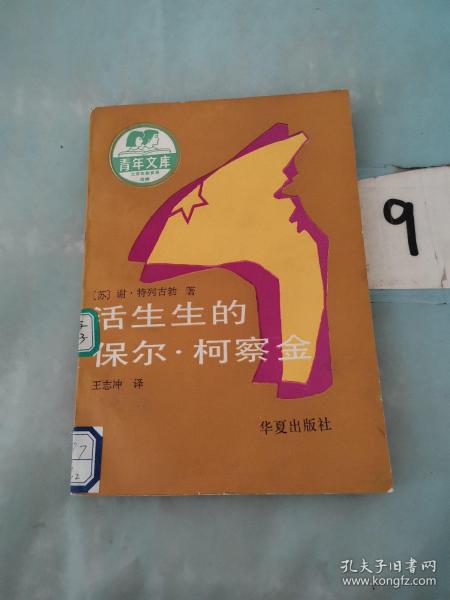 青年文库
〔苏〕谢·特列古勃 著
活生生的
保尔·柯察金
王志冲 译
华夏出版社
9
7
孔夫子旧书网
www.kongfz.com